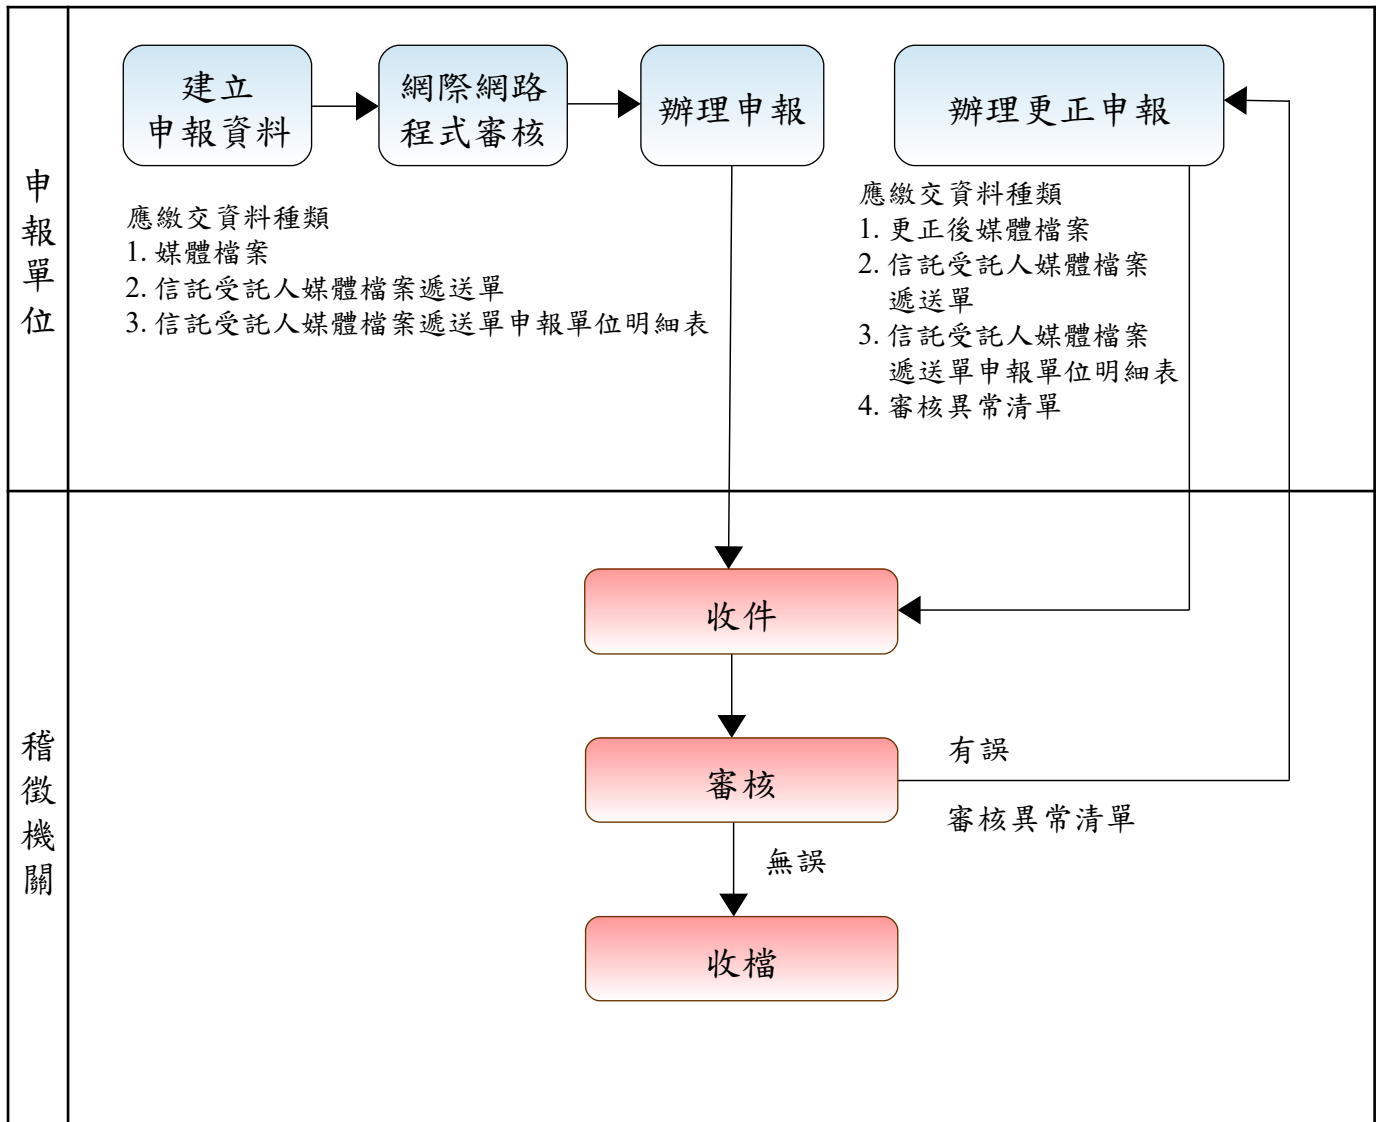 申報單位
建立
申報資料
網際網路
程式審核
辦理申報
辦理更正申報
應繳交資料種類
1. 媒體檔案
2. 信託受託人媒體檔案遞送單
3. 信託受託人媒體檔案遞送單申報單位明細表
應繳交資料種類
1. 更正後媒體檔案
2. 信託受託人媒體檔案
遞送單
3. 信託受託人媒體檔案
遞送單申報單位明細表
4. 審核異常清單
稽徵機關
收件
審核
有誤
審核異常清單
無誤
收檔